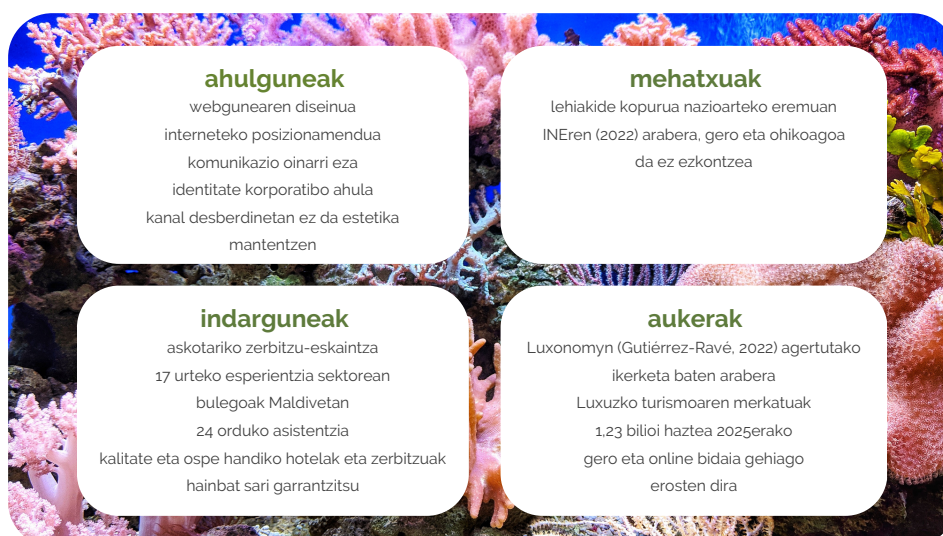 ahulguneak
webgunearen diseinua
interneteko posizionamendua
komunikazio oinarri eza
identitate korporatibo ahula
kanal desberdinetan ez da estetika
mantentzen
mehatxuak
lehiakide kopurua nazioarteko eremuan
INEren (2022) arabera, gero eta ohikoagoa
da ez ezkontzea
indarguneak
askotariko zerbitzu-eskaintza
17 urteko esperientzia sektorean
bulegoak Maldivetan
24 orduko asistentzia
kalitate eta ospe handiko hotelak eta zerbitzuak
hainbat sari garrantzitsu
aukerak
Luxonomyn (Gutiérrez-Ravé, 2022) agertutako
ikerketa baten arabera
Luxuzko turismoaren merkatuak
1,23 bilioi haztea 2025erako
gero eta online bidaia gehiago
erosten dira